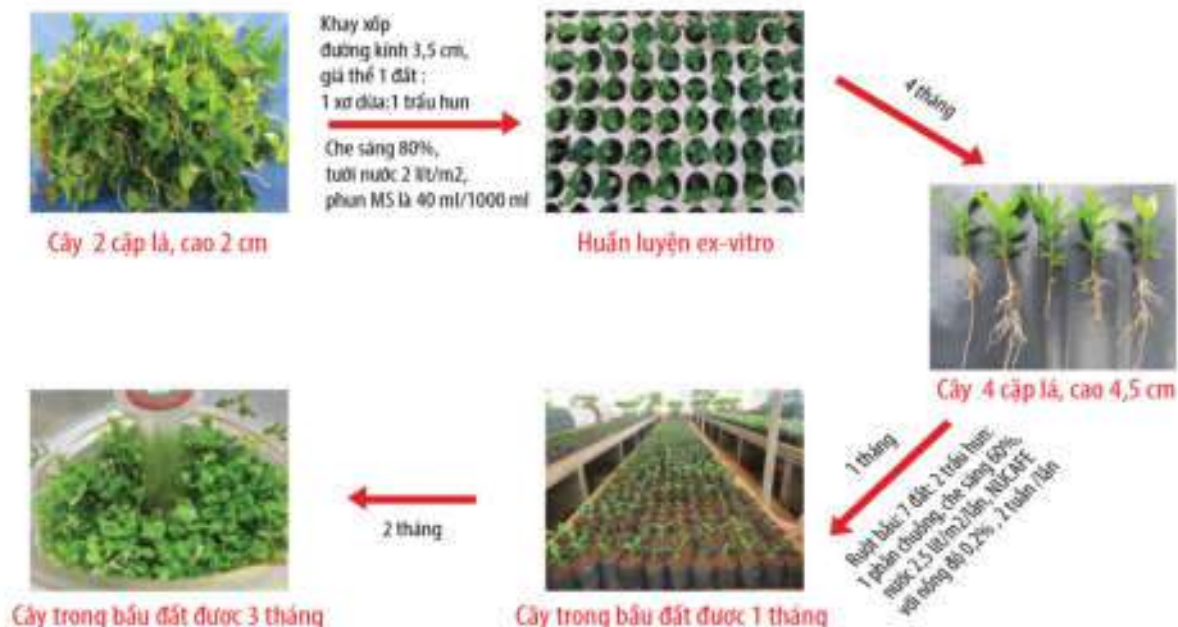 Khay xốp
đường kính 3,5 cm,
giá thể 1 đất :
1 xơ dừa:1 trấu hun
Che sáng 80%,
tưới nước 2 lít/m2,
phun MS là 40 ml/1000 ml
Cây 2 cặp lá, cao 2 cm
Huấn luyện ex-vitro
4 tháng
Cây 4 cặp lá, cao 4,5 cm
1 tháng
Ruột bầu: 7 đất: 2 trấu hun:
1 phân chuồng, che sáng 60%,
nước 2,5 lít/m2/lần, NUCAFE
với nồng độ 0,2% , 2 tuần /lần
Cây trong bầu đất được 1 tháng
2 tháng
Cây trong bầu đất được 3 tháng